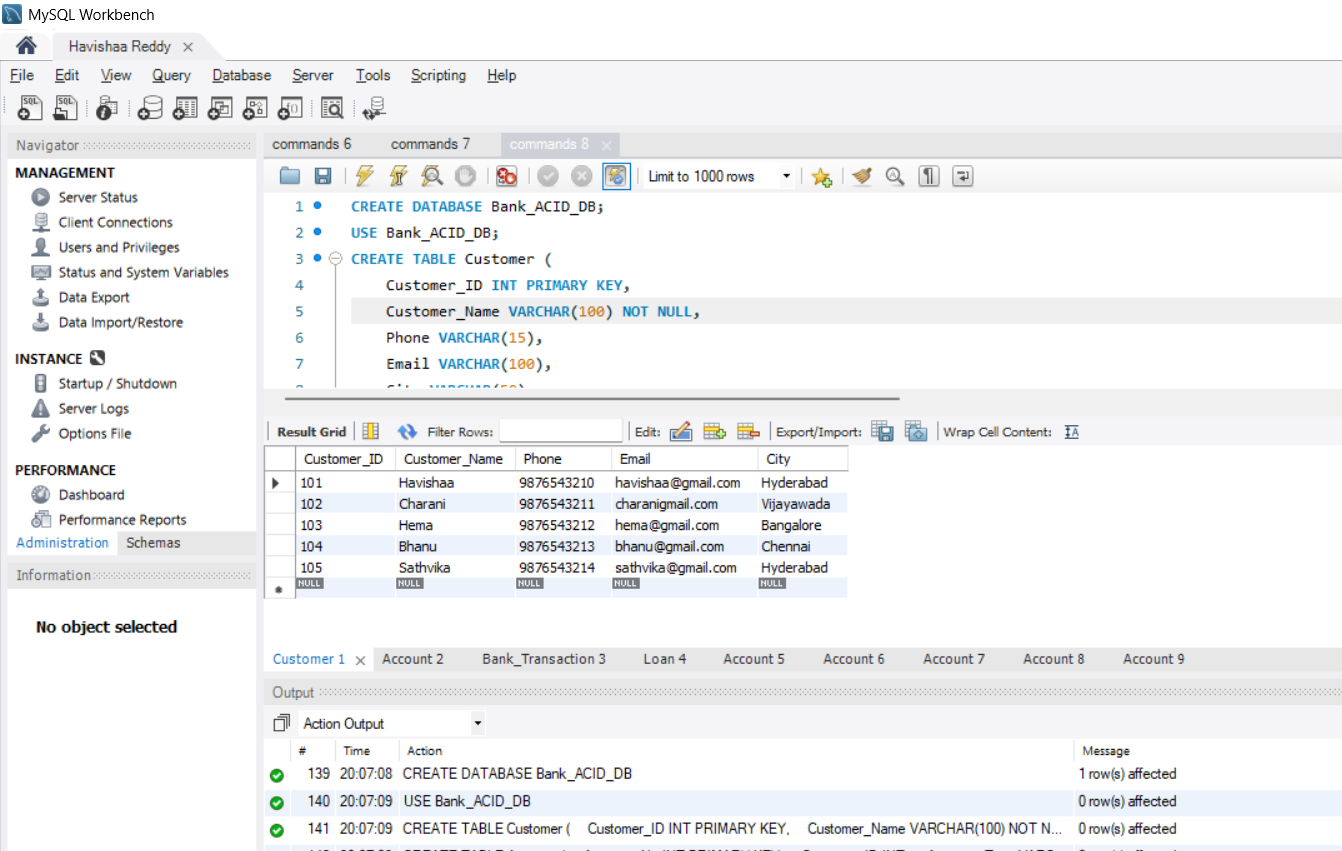 MySQL Workbench
Havishaa Reddy
File Edit View Query Database Server Tools Scripting Help
Navigator
MANAGEMENT
Server Status
Client Connections
Users and Privileges
Status and System Variables
Data Export
Data Import/Restore
INSTANCE
Startup / Shutdown
Server Logs
Options File
PERFORMANCE
Dashboard
Performance Reports
Administration Schemas
Information
No object selected
commands 6 commands 7 commands 8
Limit to 1000 rows
1 CREATE DATABASE Bank_ACID_DB;
2 USE Bank_ACID_DB;
3 CREATE TABLE Customer (
4 Customer_ID INT PRIMARY KEY,
5 Customer_Name VARCHAR(100) NOT NULL,
6 Phone VARCHAR(15),
7 Email VARCHAR(100),
Result Grid Filter Rows: Edit: Export/Import: Wrap Cell Content:
Customer_ID Customer_Name Phone Email City
101 Havishaa 9876543210 havishaa@gmail.com Hyderabad
102 Charani 9876543211 charanigmail.com Vijayawada
103 Hema 9876543212 hema@gmail.com Bangalore
104 Bhanu 9876543213 bhanu@gmail.com Chennai
105 Sathvika 9876543214 sathvika@gmail.com Hyderabad
NULL NULL NULL NULL NULL
Customer 1 Account 2 Bank_Transaction 3 Loan 4 Account 5 Account 6 Account 7 Account 8 Account 9
Output
Action Output
# Time Action Message
139 20:07:08 CREATE DATABASE Bank_ACID_DB 1 row(s) affected
140 20:07:09 USE Bank_ACID_DB 0 row(s) affected
141 20:07:09 CREATE TABLE Customer ( Customer_ID INT PRIMARY KEY, Customer_Name VARCHAR(100) NOT N... 0 row(s) affected